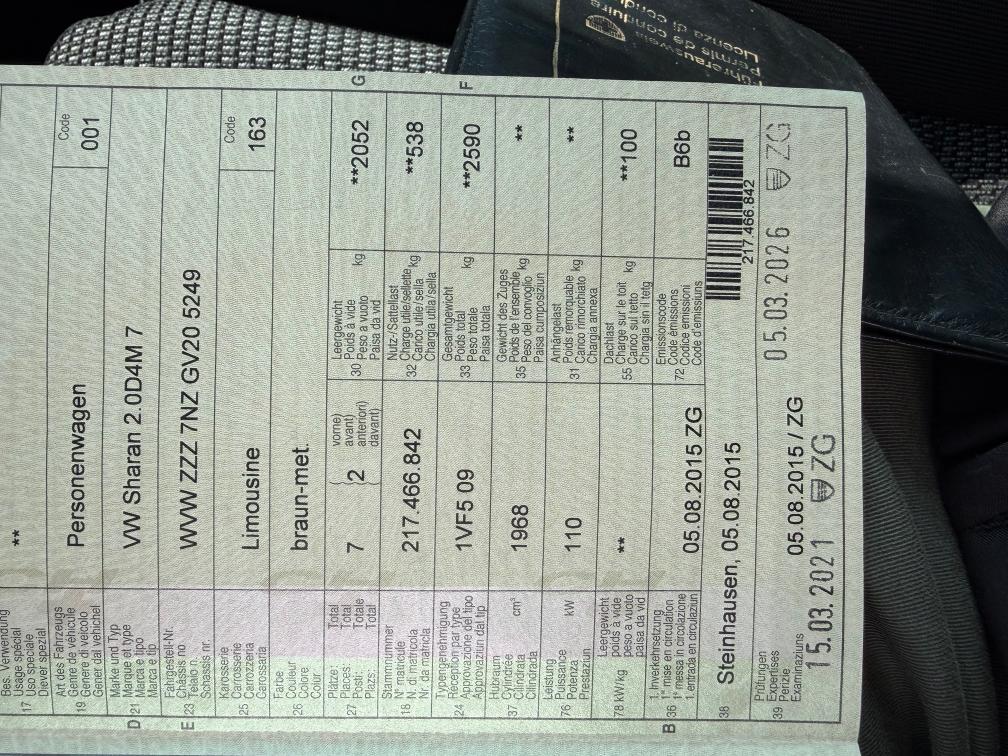 Führerausweis
Permis de conduire
Licenza di condu
17
Bes. Verwendung
Usage spécial
Uso speciale
Diever spezial
**
19
Art des Fahrzeugs
Genre de véhicule
Genere di veicolo
Gener dal vehichel
Personenwagen
Code
001
D 21
Marke und Typ
Marque et type
Marca e tipo
Marca e tip
VW Sharan 2.0D4M 7
E 23
Fahrgestell-Nr.
Châssis no
Telaio n.
Schassis nr.
WVW ZZZ 7NZ GV20 5249
25
Karosserie
Carrosserie
Carrozzeria
Carossaria
Limousine
Code
163
26
Farbe
Couleur
Colore
Colur
braun-met.
27
Plätze: Total
Places: Total
Posti: Totale
Plazs: Total
7
2
vorne)
avant)
anteriori)
davant)
30
Leergewicht
Poids à vide
Peso a vuoto
Paisa da vid
kg
**2052
G
18
Stammnummer
N° matricule
N. di matricola
Nr. da matricla
217.466.842
32
Nutz-/Sattellast
Charge utile/sellette
Carico utile/sella
Chargia utila/sella
kg
**538
24
Typengenehmigung
Réception par type
Approvazione del tipo
Approvaziun dal tip
1VF5 09
33
Gesamtgewicht
Poids total
Peso totale
Paisa totala
kg
**2590
F
37
Hubraum
Cylindrée
Cilindrata
Cilindrada
cm³
1968
35
Gewicht des Zuges
Poids de l'ensemble
Peso del convoglio
Paisa cumposiziun
kg
**
76
Leistung
Puissance
Potenza
Prestaziun
kW
110
31
Anhängelast
Poids remorquable
Carico rimorchiato
Chargia annexa
kg
**
78 kW/kg
Leergewicht
poids à vide
peso a vuoto
paisa da vid
**
55
Dachlast
Charge sur le toit
Carico sul tetto
Chargia sin il tetg
kg
**100
B 36
1. Inverkehrsetzung
1re mise en circulation
1a messa in circolazione
1. entrada en circulaziun
05.08.2015 ZG
72
Emissionscode
Code émissions
Codice emissioni
Code d'emissiuns
B6b
38
Steinhausen, 05.08.2015
217.466.842
39
Prüfungen
Expertises
Perizie
Examinaziuns
05.08.2015 / ZG
05.03.2026 ZG
15.03.2021 ZG